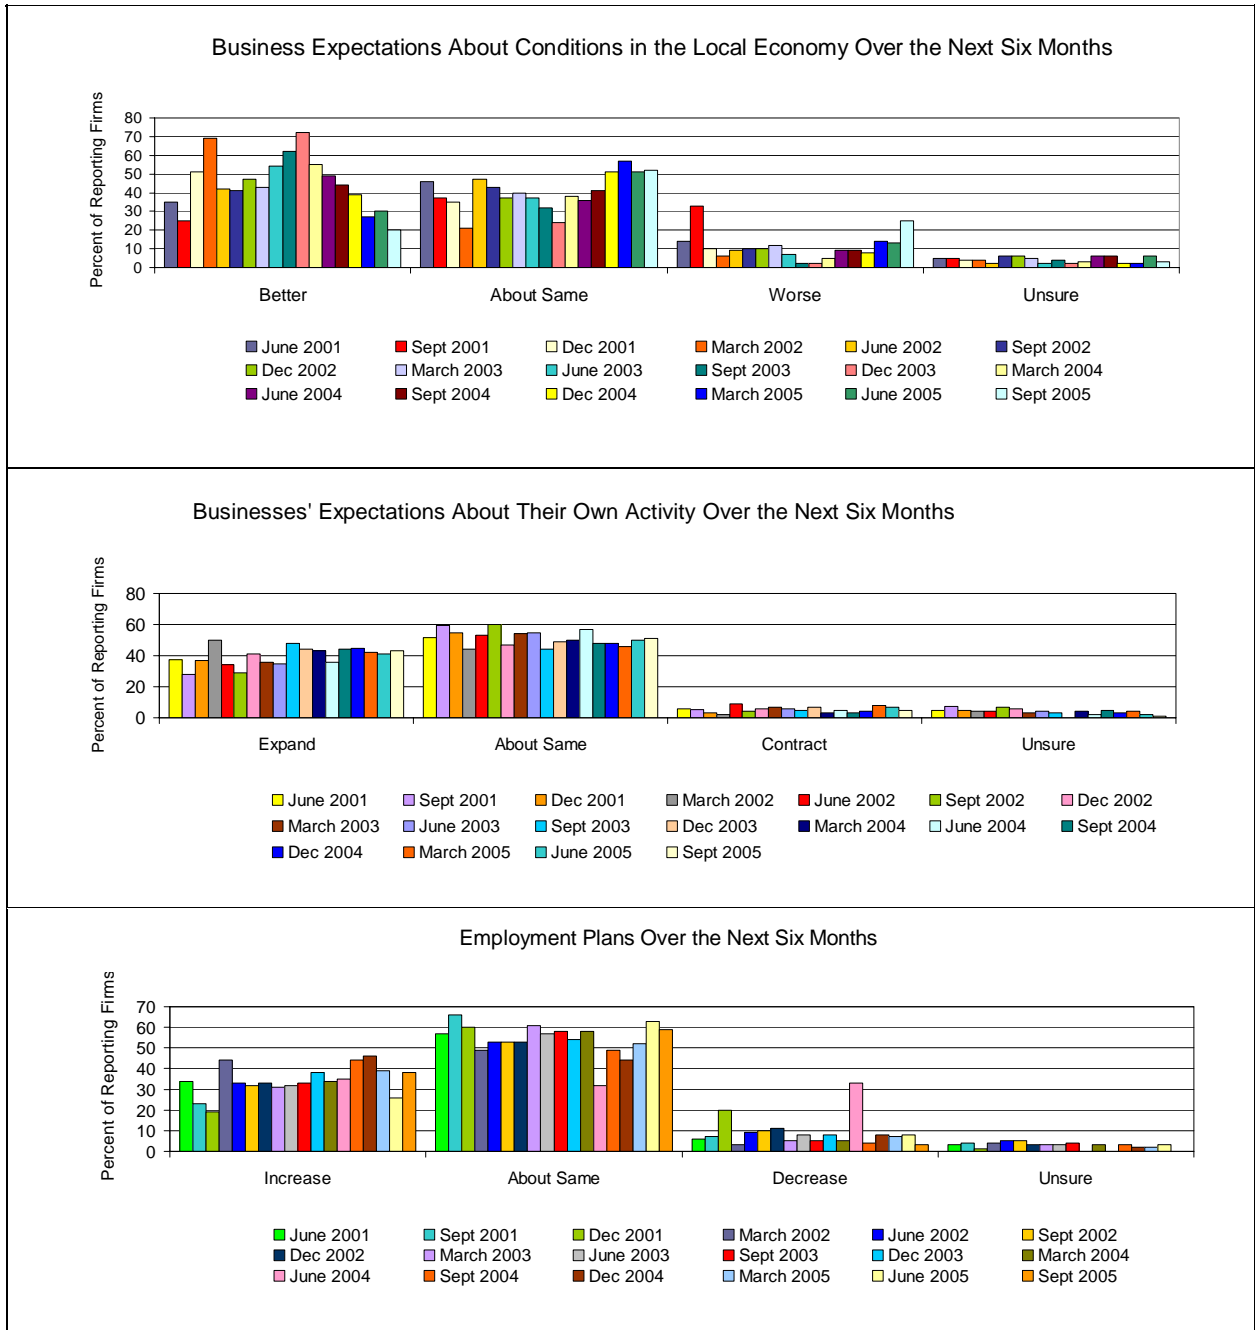 Business Expectations About Conditions in the Local Economy Over the Next Six Months
Percent of Reporting Firms
80
70
60
50
40
30
20
10
0
Better About Same Worse Unsure
June 2001 Sept 2001 Dec 2001 March 2002 June 2002 Sept 2002
Dec 2002 March 2003 June 2003 Sept 2003 Dec 2003 March 2004
June 2004 Sept 2004 Dec 2004 March 2005 June 2005 Sept 2005
Businesses' Expectations About Their Own Activity Over the Next Six Months
Percent of Reporting Firms
80
60
40
20
0
Expand About Same Contract Unsure
June 2001 Sept 2001 Dec 2001 March 2002 June 2002 Sept 2002 Dec 2002
March 2003 June 2003 Sept 2003 Dec 2003 March 2004 June 2004 Sept 2004
Dec 2004 March 2005 June 2005 Sept 2005
Employment Plans Over the Next Six Months
Percent of Reporting Firms
70
60
50
40
30
20
10
0
Increase About Same Decrease Unsure
June 2001 Sept 2001 Dec 2001 March 2002 June 2002 Sept 2002
Dec 2002 March 2003 June 2003 Sept 2003 Dec 2003 March 2004
June 2004 Sept 2004 Dec 2004 March 2005 June 2005 Sept 2005